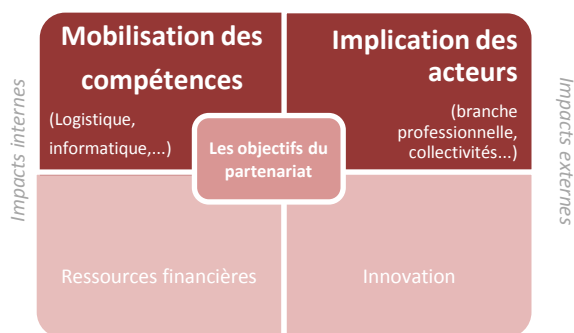 Mobilisation des
compétences
(Logistique,
informatique,...)
Implication des
acteurs
(branche
professionnelle,
collectivités...)
Les objectifs du
partenariat
Ressources financières
Innovation
Impacts internes
Impacts externes